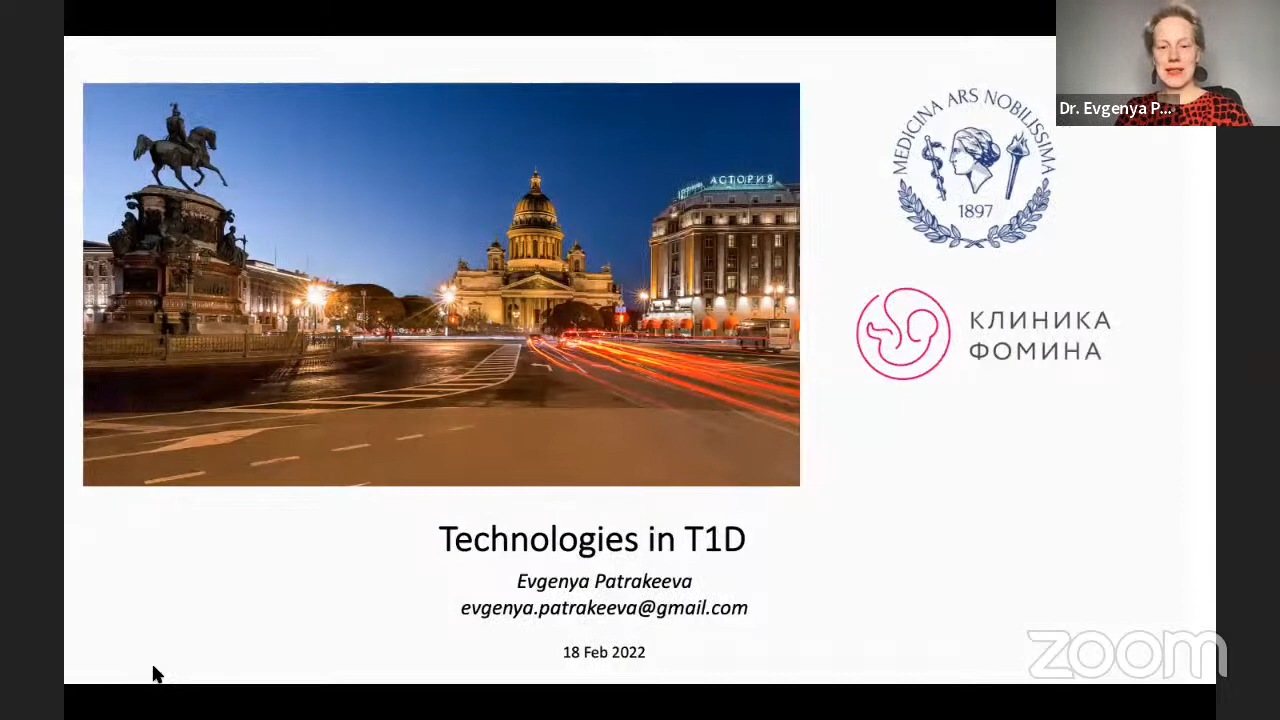 АСТОРИЯ
MEDICINA ARS NOBILISSIMA
1897
Dr. Evgenya P...
КЛИНИКА
ФОМИНА
Technologies in T1D
Evgenya Patrakeeva
evgenya.patrakeeva@gmail.com
18 Feb 2022
zoom